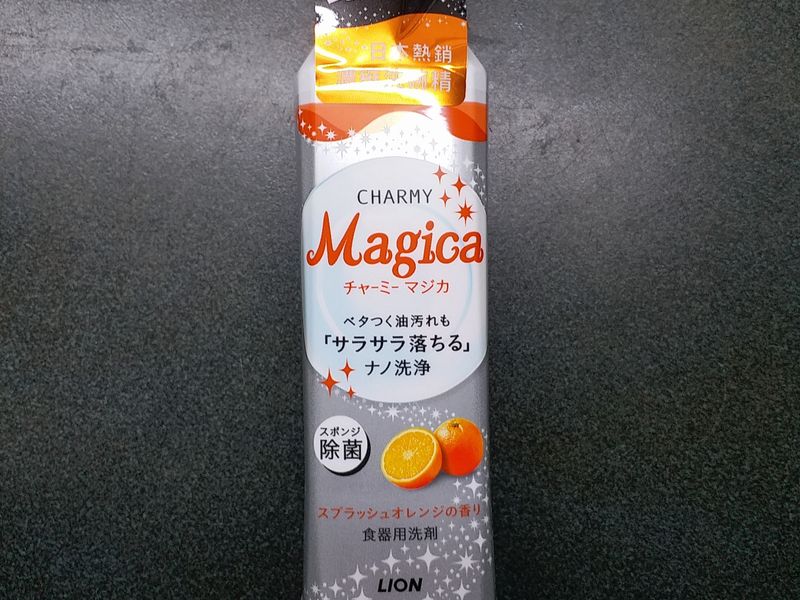 日本熱銷
CHARMY
Magica
チャーミー マジカ
ベタつく油汚れも
「サラサラ落ちる」
ナノ洗浄
スポンジ
除菌
スプラッシュオレンジの香り
食器用洗剤
LION